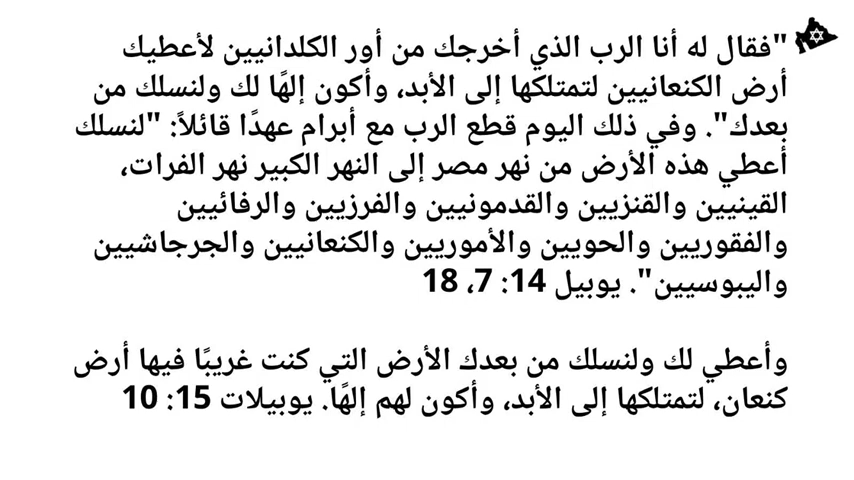 "فقال له أنا الرب الذي أخرجك من أور الكلدانيين لأعطيك
أرض الكنعانيين لتمتلكها إلى الأبد، وأكون إلهًا لك ولنسلك من
بعدك". وفي ذلك اليوم قطع الرب مع أبرام عهدًا قائلاً: "لنسلك
أعطي هذه الأرض من نهر مصر إلى النهر الكبير نهر الفرات،
القينيين والقنزيين والقدمونيين والفرزيين والرفائيين
والفقوريين والحويين والأموريين والكنعانيين والجرجاشيين
واليبوسيين". يوبيل 14: 7، 18
وأعطي لك ولنسلك من بعدك الأرض التي كنت غريبًا فيها أرض
كنعان، لتمتلكها إلى الأبد، وأكون لهم إلهًا. يوبيلات 15: 10